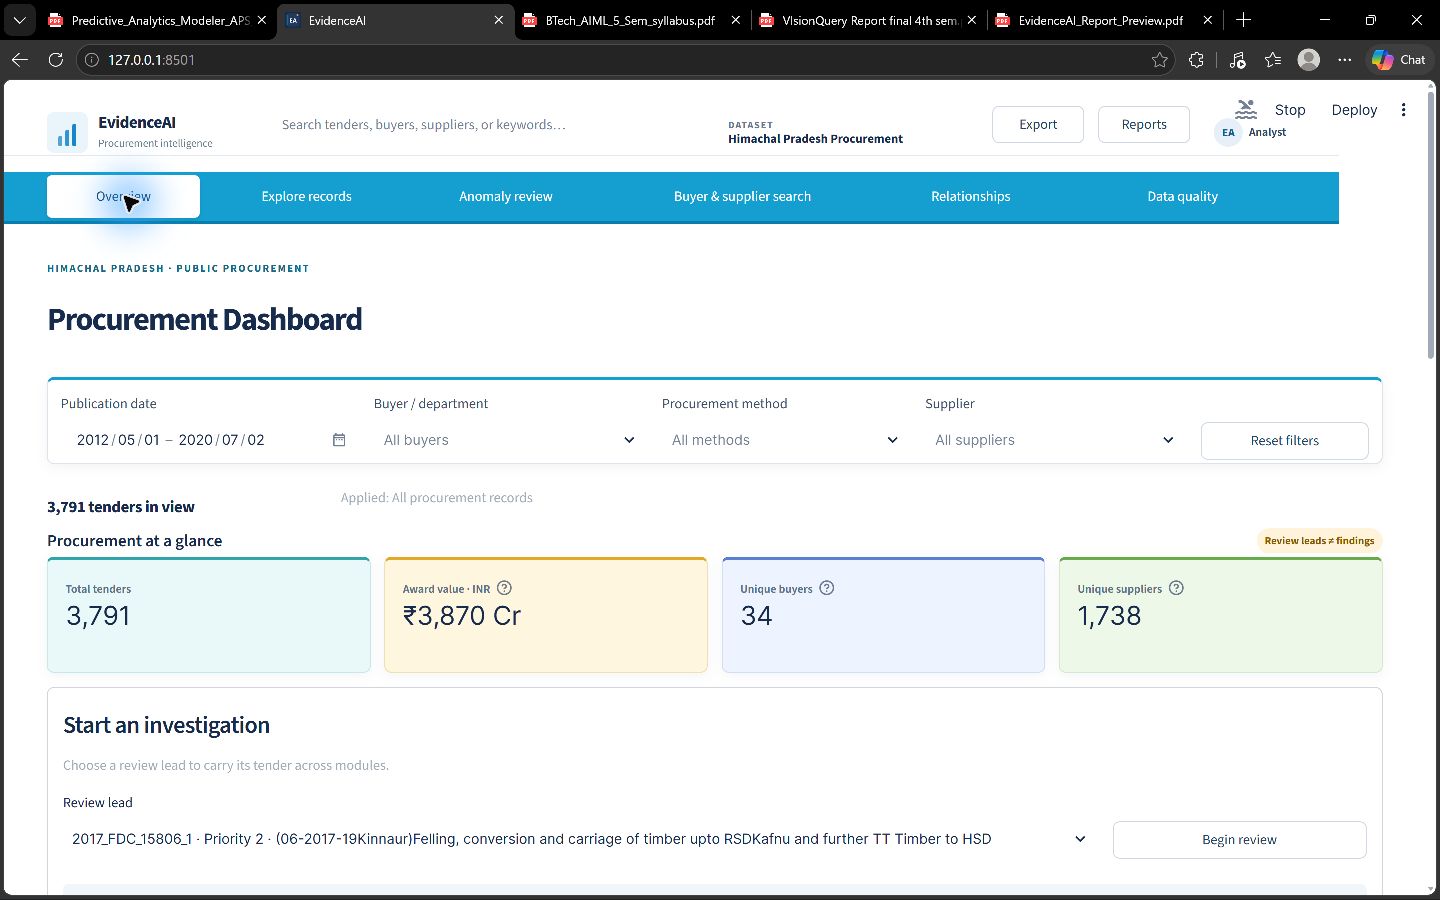 Predictive_Analytics_Modeler_APS
EvidenceAI
BTech_AIML_5_Sem_syllabus.pdf
VIsionQuery Report final 4th sem.
EvidenceAI_Report_Preview.pdf
127.0.0.1:8501
Chat
EvidenceAI
Procurement intelligence
Search tenders, buyers, suppliers, or keywords...
DATASET
Himachal Pradesh Procurement
Export
Reports
Stop
Deploy
EA
Analyst
Overview
Explore records
Anomaly review
Buyer & supplier search
Relationships
Data quality
HIMACHAL PRADESH · PUBLIC PROCUREMENT
Procurement Dashboard
Publication date
Buyer / department
Procurement method
Supplier
2012/05/01 – 2020/07/02
All buyers
All methods
All suppliers
Reset filters
3,791 tenders in view
Applied: All procurement records
Procurement at a glance
Review leads ≠ findings
Total tenders
3,791
Award value · INR
₹3,870 Cr
Unique buyers
34
Unique suppliers
1,738
Start an investigation
Choose a review lead to carry its tender across modules.
Review lead
2017_FDC_15806_1 · Priority 2 · (06-2017-19Kinnaur)Felling, conversion and carriage of timber upto RSDKafnu and further TT Timber to HSD
Begin review